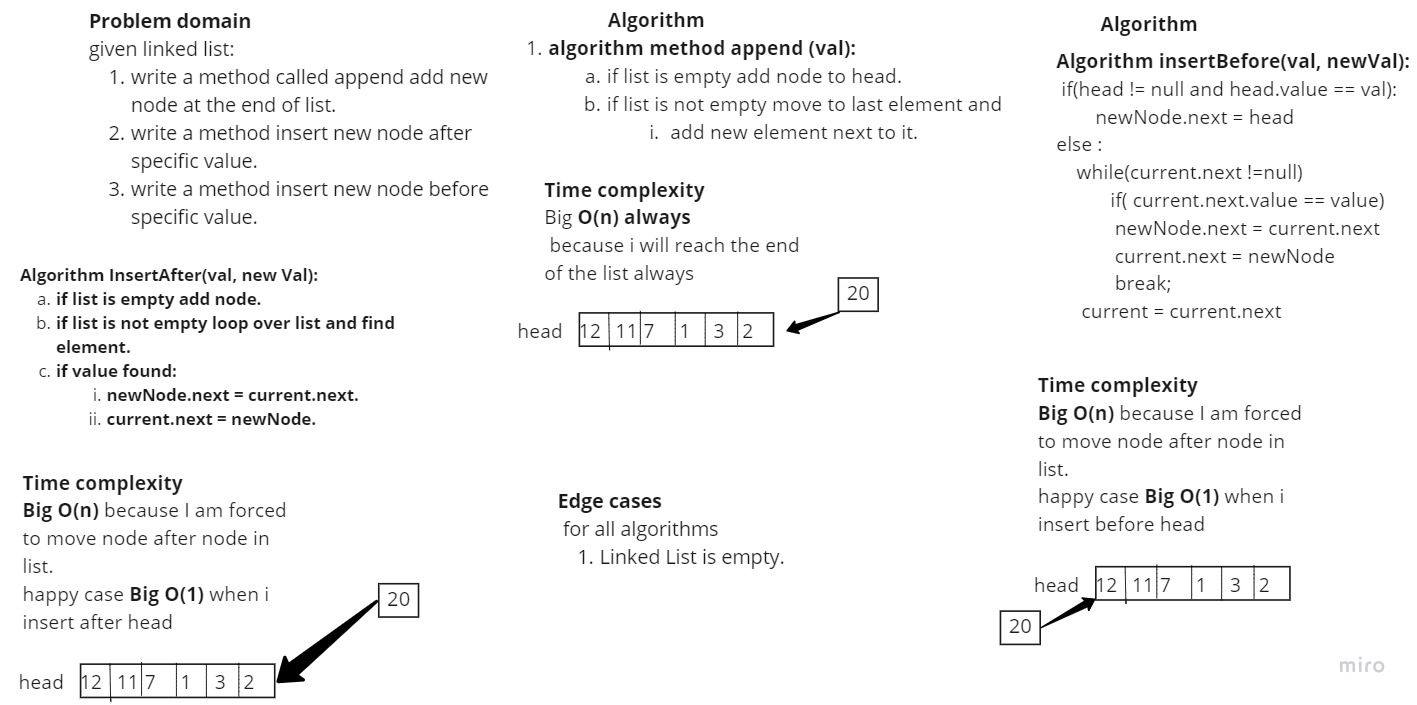 Problem domain
given linked list:
1. write a method called append add new
node at the end of list.
2. write a method insert new node after
specific value.
3. write a method insert new node before
specific value.
Algorithm InsertAfter(val, new Val):
a. if list is empty add node.
b. if list is not empty loop over list and find
element.
c. if value found:
i. newNode.next = current.next.
ii. current.next = newNode.
Time complexity
Big O(n) because I am forced
to move node after node in
list.
happy case Big O(1) when i
insert after head
20
head 12 11 7 1 3 2
Algorithm
1. algorithm method append (val):
a. if list is empty add node to head.
b. if list is not empty move to last element and
i. add new element next to it.
Time complexity
Big O(n) always
because i will reach the end
of the list always
20
head 12 11 7 1 3 2
Edge cases
for all algorithms
1. Linked List is empty.
Algorithm
Algorithm insertBefore(val, newVal):
if(head != null and head.value == val):
newNode.next = head
else :
while(current.next !=null)
if( current.next.value == value)
newNode.next = current.next
current.next = newNode
break;
current = current.next
Time complexity
Big O(n) because I am forced
to move node after node in
list.
happy case Big O(1) when i
insert before head
head 12 11 7 1 3 2
20
miro